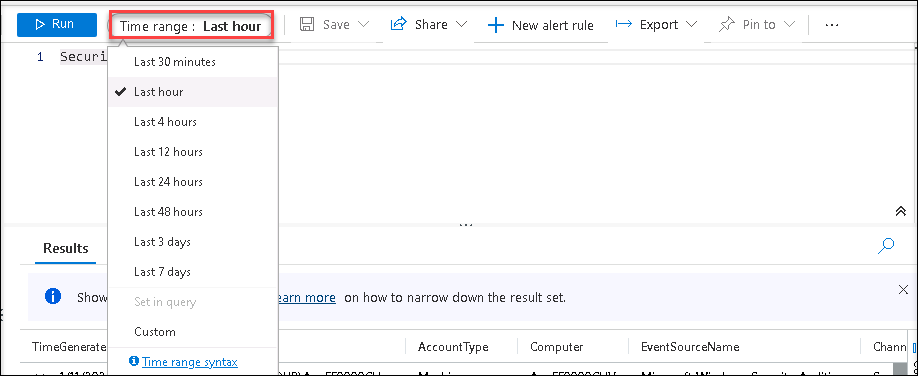 Run Time range : Last hour Save Share New alert rule Export Pin to ...
1 Securi
Last 30 minutes
Last hour
Last 4 hours
Last 12 hours
Last 24 hours
Last 48 hours
Last 3 days
Last 7 days
Set in query
Custom
Time range syntax
Results
Show earn more on how to narrow down the result set.
TimeGenerate AccountType Computer EventSourceName Chann